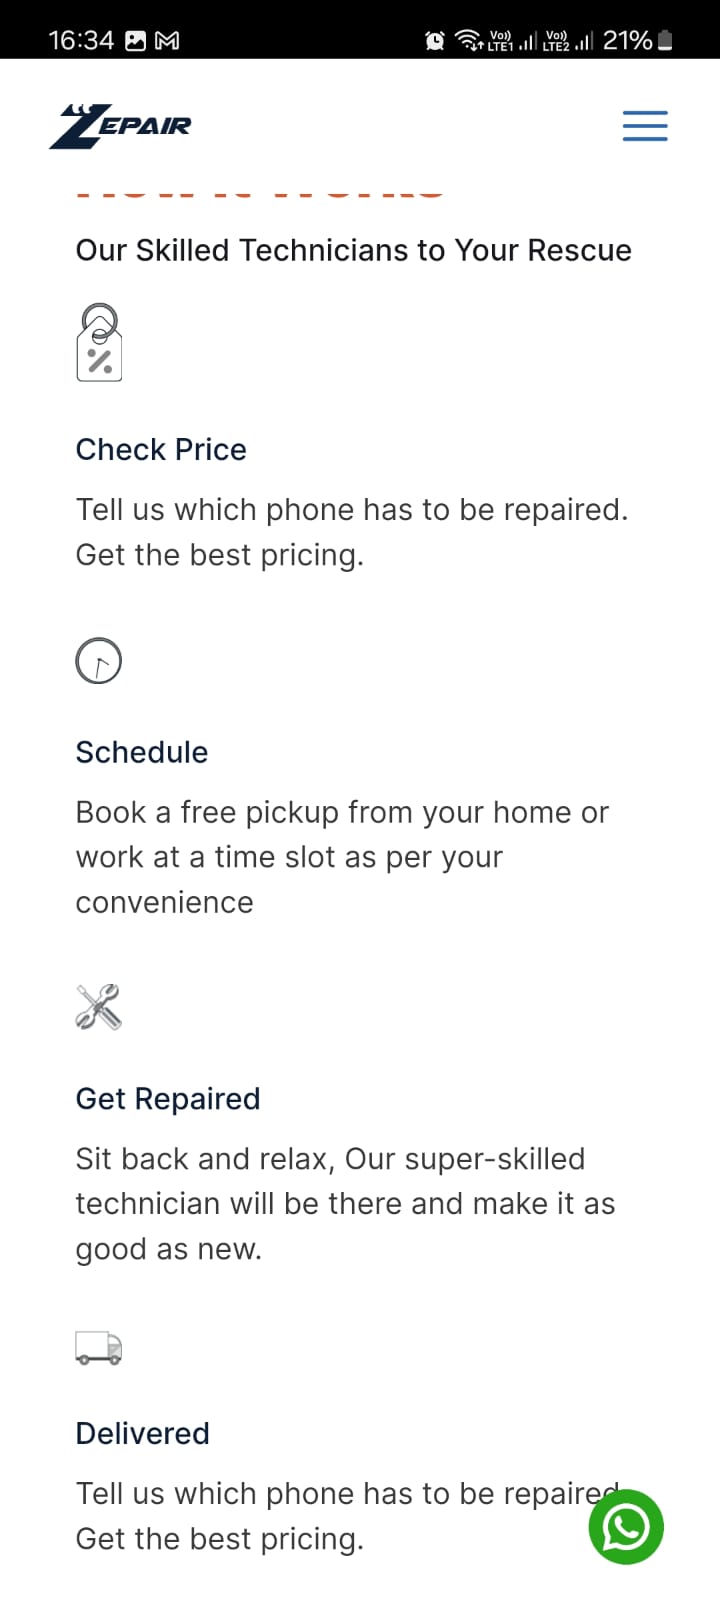 16:34
Vo)) LTE1 Vo)) LTE2 21%
ZEPAIR
How It Works
Our Skilled Technicians to Your Rescue
Check Price
Tell us which phone has to be repaired.
Get the best pricing.
Schedule
Book a free pickup from your home or
work at a time slot as per your
convenience
Get Repaired
Sit back and relax, Our super-skilled
technician will be there and make it as
good as new.
Delivered
Tell us which phone has to be repaired
Get the best pricing.